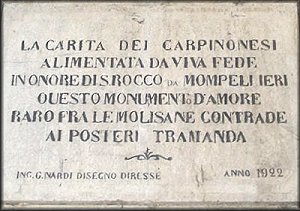 LA CARITA DEI CARPINONESI
ALIMENTATA DA VIVA FEDE
IN ONORE DI S ROCCO DA MOMPELIERI
QUESTO MONUMENTO D'AMORE
RARO FRA LE MOLISANE CONTRADE
AI POSTERI TRAMANDA
ING. G. NARDI DISEGNO DIRESSE ANNO 1922